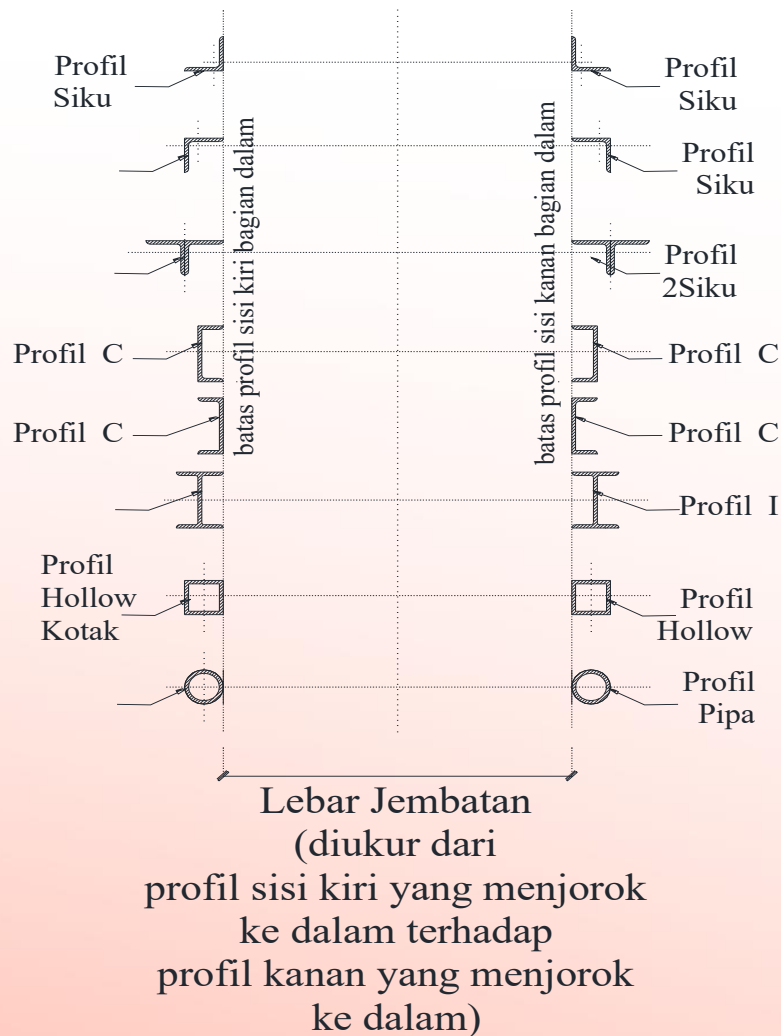 Profil
Siku
Profil
Siku
Profil
Siku
Profil
2Siku
batas profil sisi kiri bagian dalam
batas profil sisi kanan bagian dalam
Profil C
Profil C
Profil C
Profil C
Profil I
Profil
Hollow
Kotak
Profil
Hollow
Profil
Pipa
Lebar Jembatan
(diukur dari
profil sisi kiri yang menjorok
ke dalam terhadap
profil kanan yang menjorok
ke dalam)